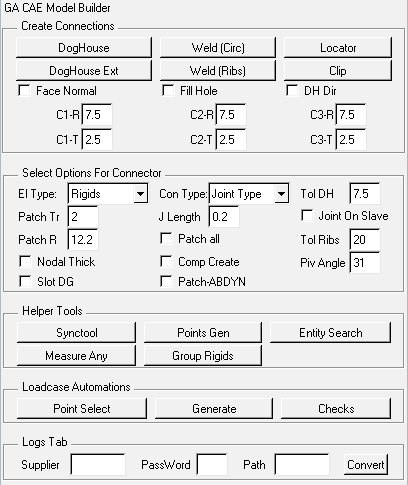 GA CAE Model Builder
Create Connections
DogHouse Weld (Circ) Locator
DogHouse Ext Weld (Ribs) Clip
Face Normal Fill Hole DH Dir
C1-R 7.5 C2-R 7.5 C3-R 7.5
C1-T 2.5 C2-T 2.5 C3-T 2.5
Select Options For Connector
El Type: Rigids Con Type: Joint Type Tol DH 7.5
Patch Tr 2 J Length 0.2 Joint On Slave
Patch R 12.2 Patch all Tol Ribs 20
Nodal Thick Comp Create Piv Angle 31
Slot DG Patch-ABDYN
Helper Tools
Synctool Points Gen Entity Search
Measure Any Group Rigids
Loadcase Automations
Point Select Generate Checks
Logs Tab
Supplier PassWord Path Convert